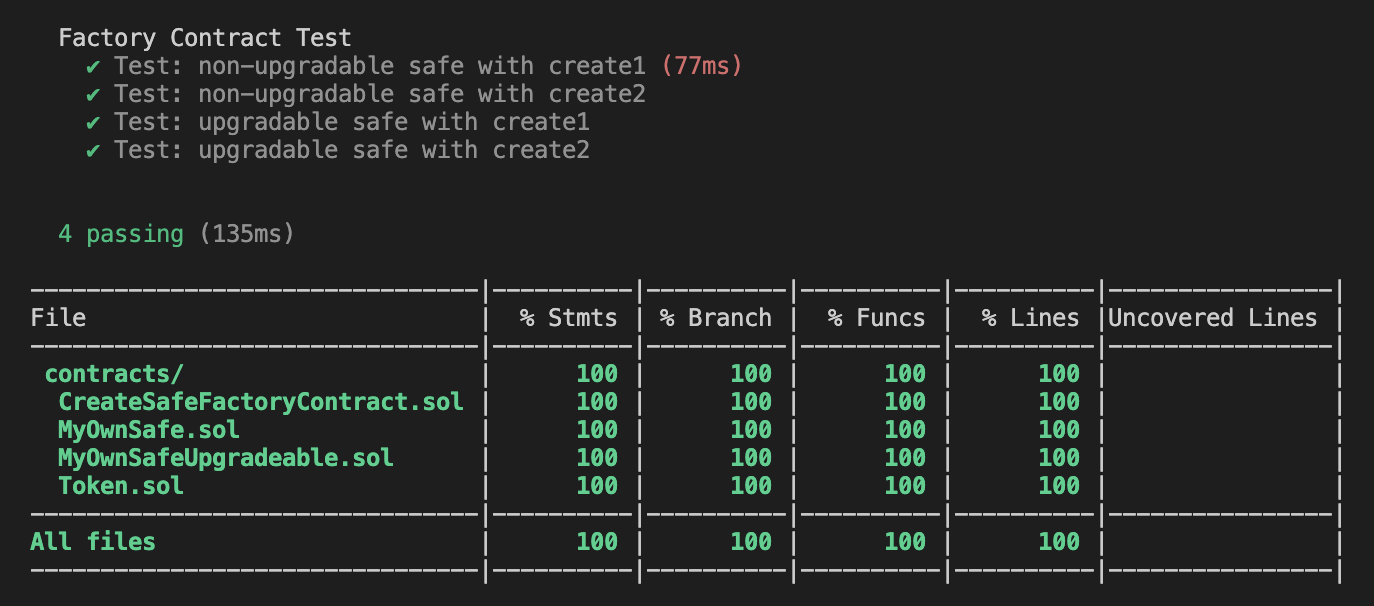 Factory Contract Test
✔ Test: non-upgradable safe with create1 (77ms)
✔ Test: non-upgradable safe with create2
✔ Test: upgradable safe with create1
✔ Test: upgradable safe with create2
4 passing (135ms)
File | % Stmts | % Branch | % Funcs | % Lines |Uncovered Lines |
contracts/ | 100 | 100 | 100 | 100 | |
CreateSafeFactoryContract.sol | 100 | 100 | 100 | 100 | |
MyOwnSafe.sol | 100 | 100 | 100 | 100 | |
MyOwnSafeUpgradeable.sol | 100 | 100 | 100 | 100 | |
Token.sol | 100 | 100 | 100 | 100 | |
All files | 100 | 100 | 100 | 100 | |